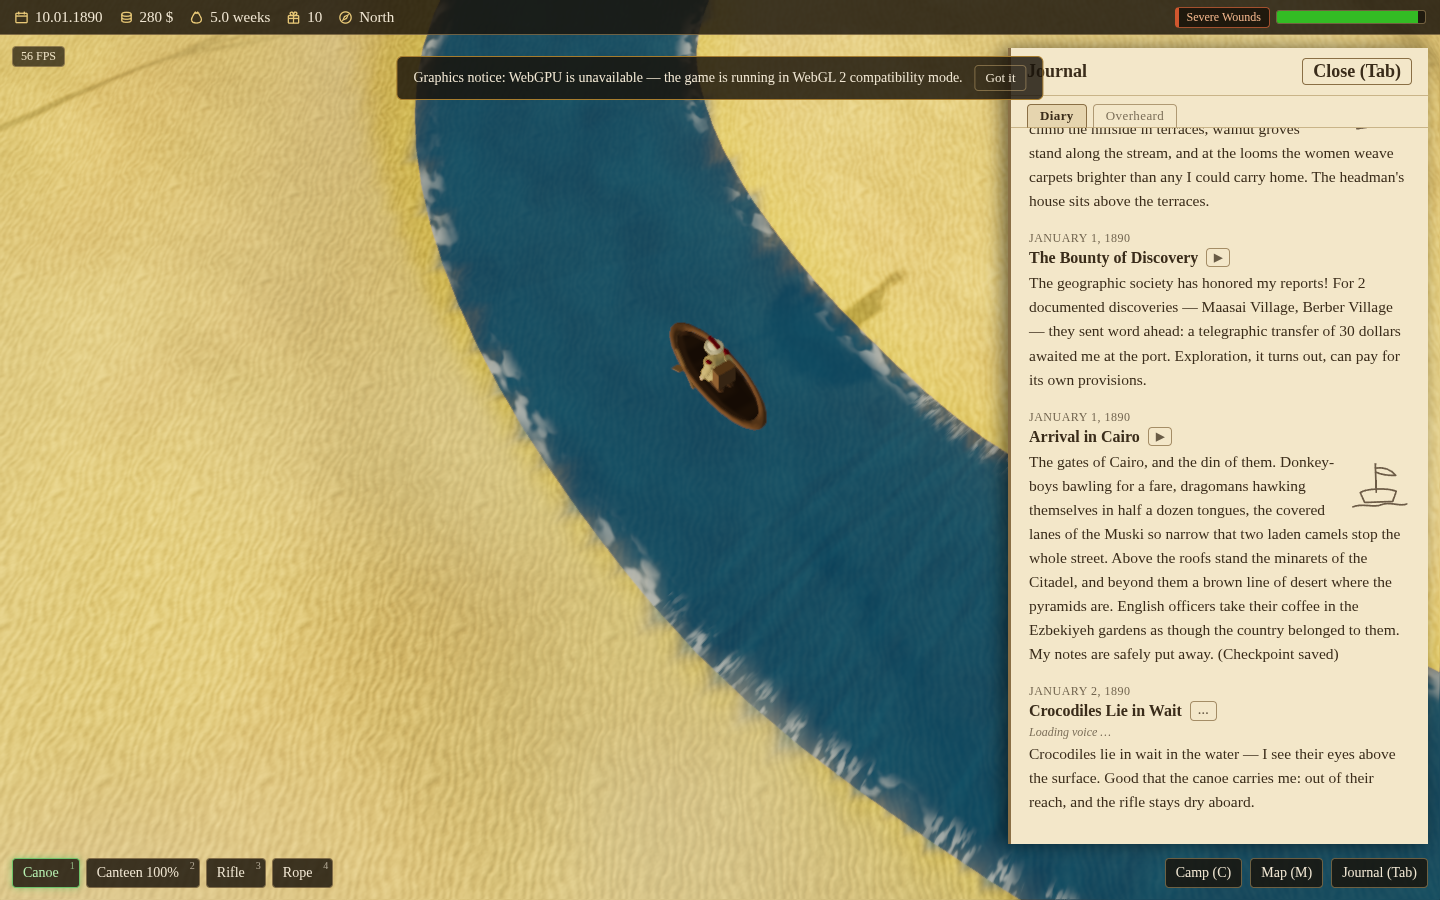 10.01.1890
280 $
5.0 weeks
10
North
Severe Wounds
56 FPS
Graphics notice: WebGPU is unavailable — the game is running in WebGL 2 compatibility mode.
Got it
Journal
Close (Tab)
Diary
Overheard
climb the hillside in terraces, walnut groves
stand along the stream, and at the looms the women weave
carpets brighter than any I could carry home. The headman's
house sits above the terraces.
JANUARY 1, 1890
The Bounty of Discovery
The geographic society has honored my reports! For 2
documented discoveries — Maasai Village, Berber Village
— they sent word ahead: a telegraphic transfer of 30 dollars
awaited me at the port. Exploration, it turns out, can pay for
its own provisions.
JANUARY 1, 1890
Arrival in Cairo
The gates of Cairo, and the din of them. Donkey-
boys bawling for a fare, dragomans hawking
themselves in half a dozen tongues, the covered
lanes of the Muski so narrow that two laden camels stop the
whole street. Above the roofs stand the minarets of the
Citadel, and beyond them a brown line of desert where the
pyramids are. English officers take their coffee in the
Ezbekiyeh gardens as though the country belonged to them.
My notes are safely put away. (Checkpoint saved)
JANUARY 2, 1890
Crocodiles Lie in Wait
...
Loading voice …
Crocodiles lie in wait in the water — I see their eyes above
the surface. Good that the canoe carries me: out of their
reach, and the rifle stays dry aboard.
Canoe 1
Canteen 100% 2
Rifle 3
Rope 4
Camp (C)
Map (M)
Journal (Tab)